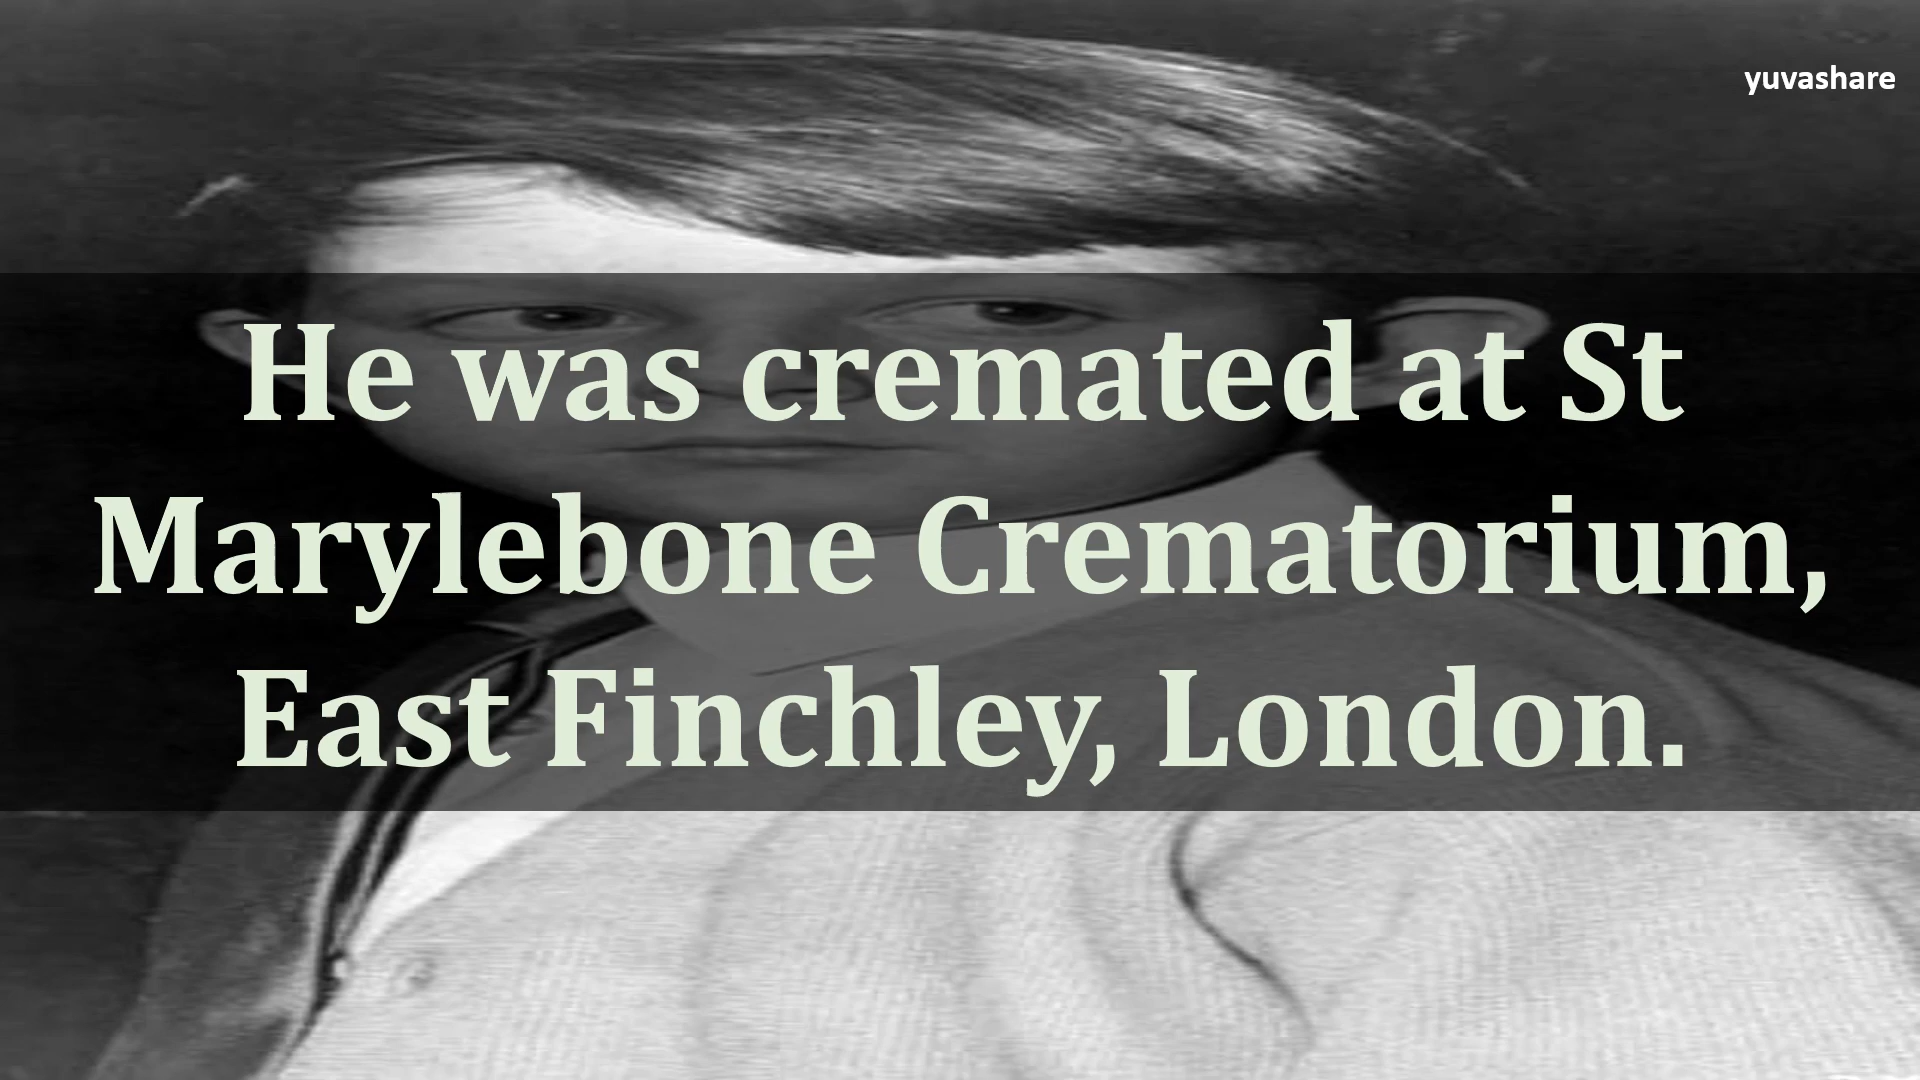 yuvashare
He was cremated at St
Marylebone Crematorium,
East Finchley, London.